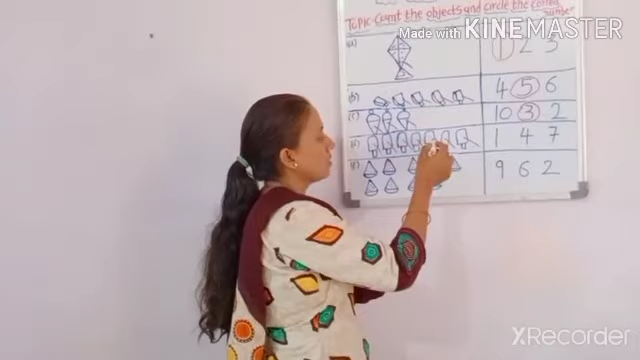 Made with KINEMASTER
TOPIC-Count the objects and circle the correct
number
(a) 1 2 3
(b) 4 5 6
(c) 10 3 2
1 4 7
9 6 2
XRecorder